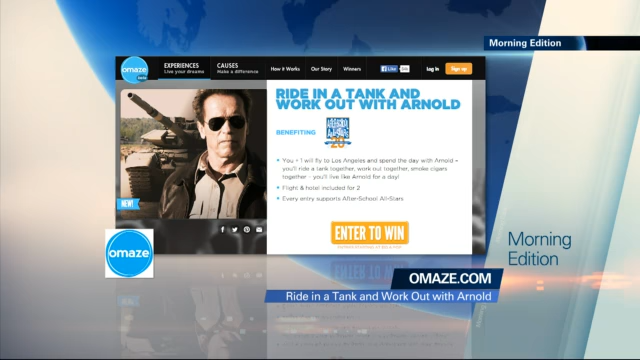 Morning Edition
omaze
EXPERIENCES
Live your dreams
CAUSES
Make a difference
How it Works
Our Story
Winners
Like
Log in
Sign up
RIDE IN A TANK AND
WORK OUT WITH ARNOLD
BENEFITING
You + 1 will fly to Los Angeles and spend the day with Arnold –
you'll ride a tank together, work out together, smoke cigars
together – you'll live like Arnold for a day!
Flight & hotel included for 2
Every entry supports After-School All-Stars
NEW!
ENTER TO WIN
omaze
Morning
Edition
OMAZE.COM
Ride in a Tank and Work Out with Arnold